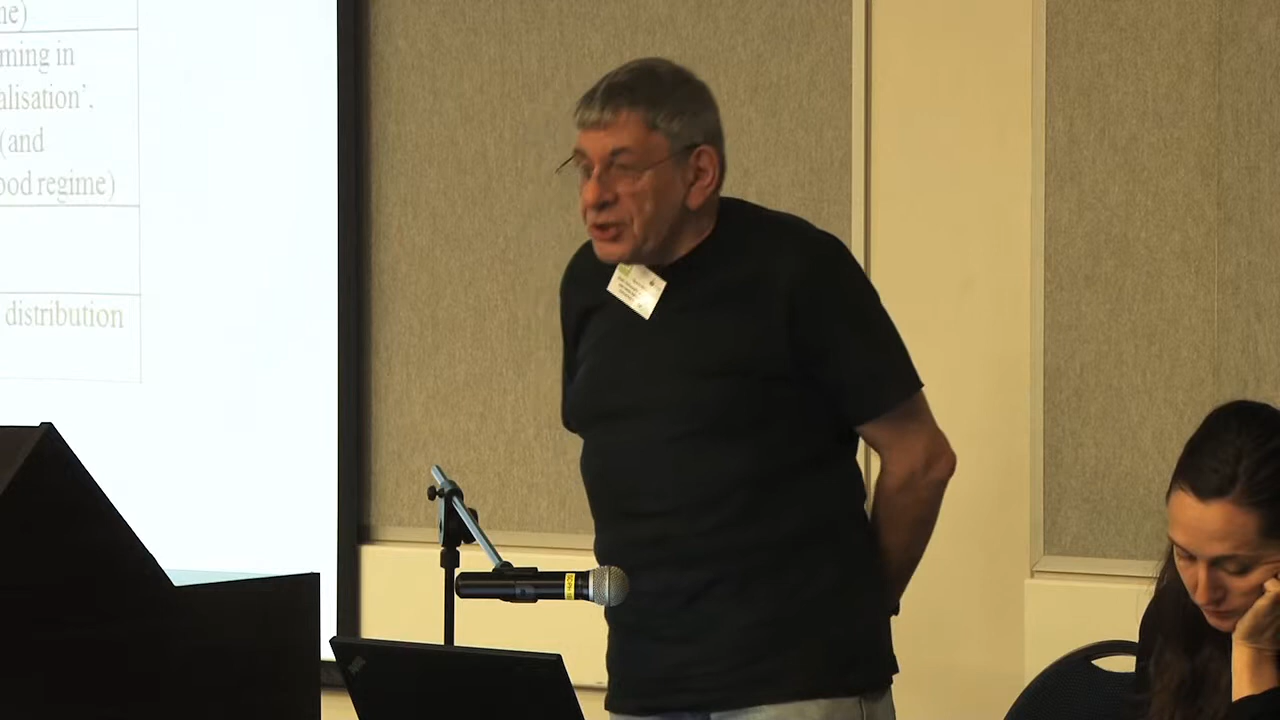 ne)
ming in
alisation’.
(and
ood regime)
distribution